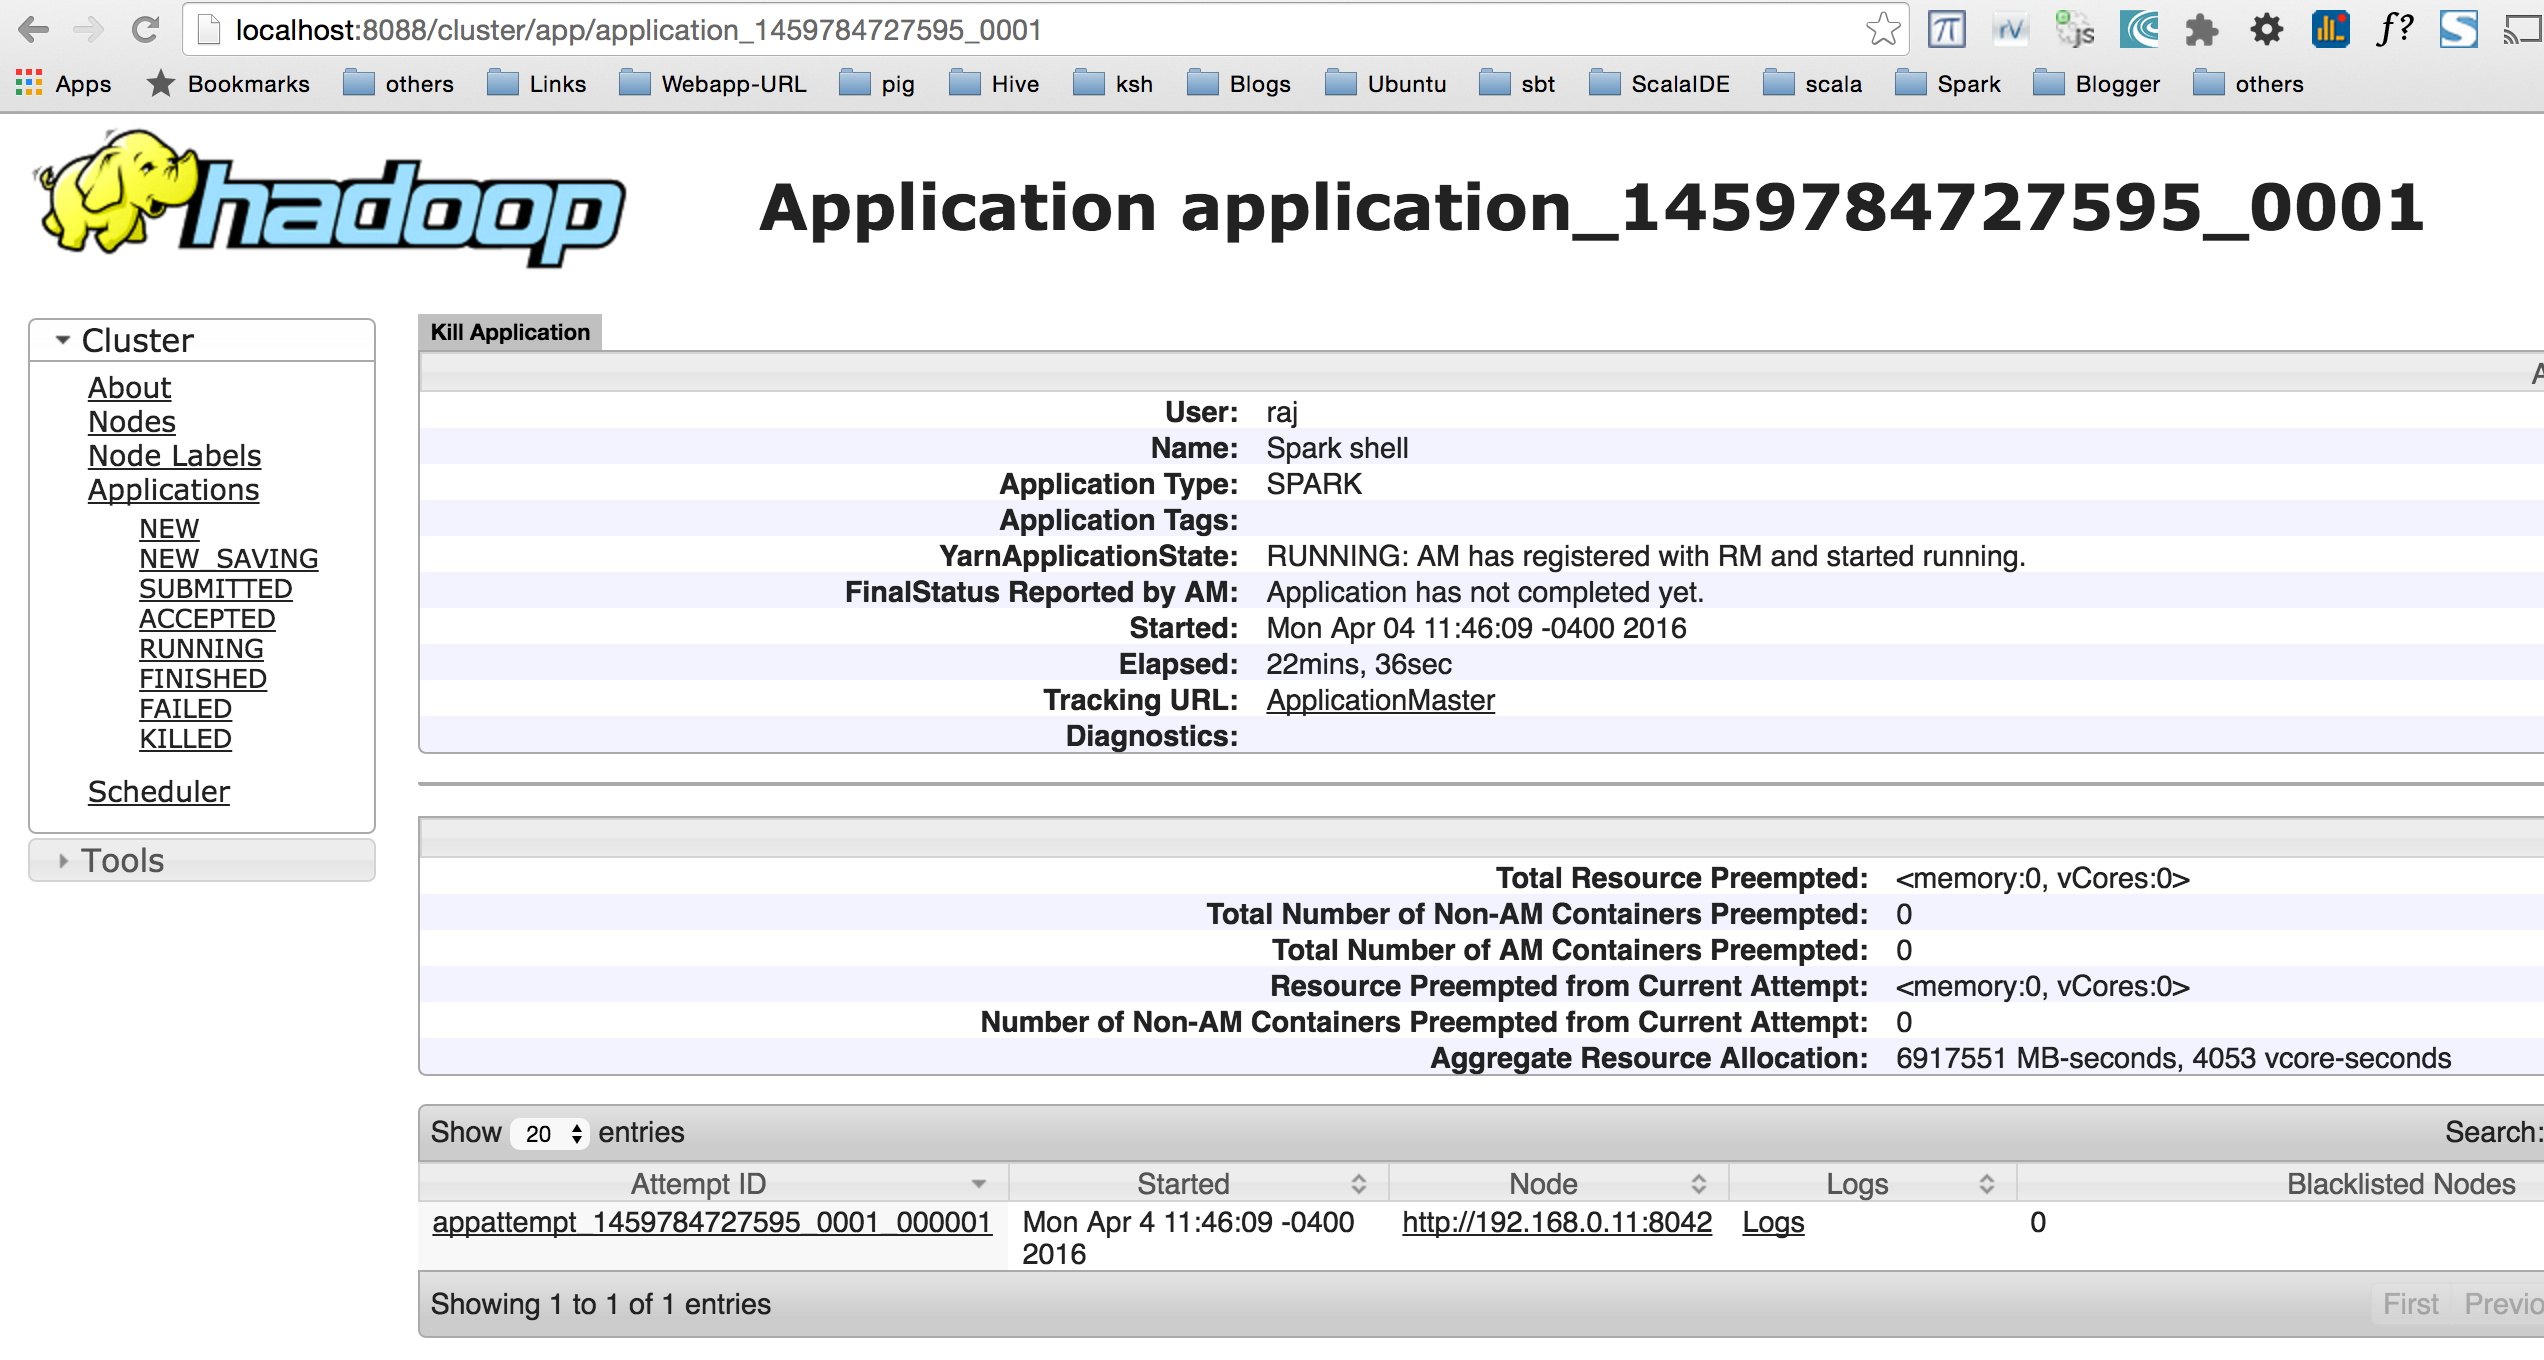 localhost:8088/cluster/app/application_1459784727595_0001
rV
js
f?
S
Apps Bookmarks others Links Webapp-URL pig Hive ksh Blogs Ubuntu sbt ScalaIDE scala Spark Blogger others
hadoop
Application application_1459784727595_0001
Cluster
About
Nodes
Node Labels
Applications
NEW
NEW_SAVING
SUBMITTED
ACCEPTED
RUNNING
FINISHED
FAILED
KILLED
Scheduler
Tools
Kill Application
User: raj
Name: Spark shell
Application Type: SPARK
Application Tags:
YarnApplicationState: RUNNING: AM has registered with RM and started running.
FinalStatus Reported by AM: Application has not completed yet.
Started: Mon Apr 04 11:46:09 -0400 2016
Elapsed: 22mins, 36sec
Tracking URL: ApplicationMaster
Diagnostics:
Total Resource Preempted: <memory:0, vCores:0>
Total Number of Non-AM Containers Preempted: 0
Total Number of AM Containers Preempted: 0
Resource Preempted from Current Attempt: <memory:0, vCores:0>
Number of Non-AM Containers Preempted from Current Attempt: 0
Aggregate Resource Allocation: 6917551 MB-seconds, 4053 vcore-seconds
Show 20 entries Search:
Attempt ID Started Node Logs Blacklisted Nodes
appattempt_1459784727595_0001_000001 Mon Apr 4 11:46:09 -0400 http://192.168.0.11:8042 Logs 0
2016
Showing 1 to 1 of 1 entries First Previo